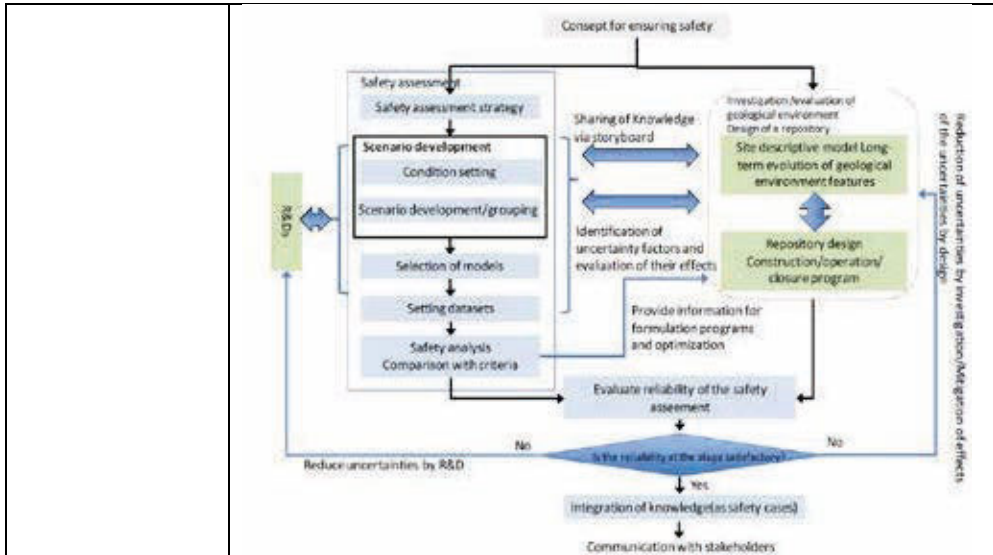 Consept for ensuring safety
Safety assessment
Safety assessment strategy
Scenario development
Condition setting
Scenario development/grouping
Selection of models
Setting datasets
Safety analysis
Comparison with criteria
R&Ds
Sharing of Knowledge
via storyboard
Identification of
uncertainty factors and
evaluation of their effects
Provide information for
formulation programs
and optimization
Investigation/evaluation of
geological environment
Design of a repository
Site descriptive model Long-
term evolution of geological
environment features
Repository design
Construction/operation/
closure program
Reduction of uncertainties by investigation/Mitigation of effects
of the uncertainties by design
Evaluate reliability of the safety
asseement
No
No
Is the reliability at the stage satisfactory?
Reduce uncertainties by R&D
Yes
Integration of knowledge(as safety cases)
Communication with stakeholders